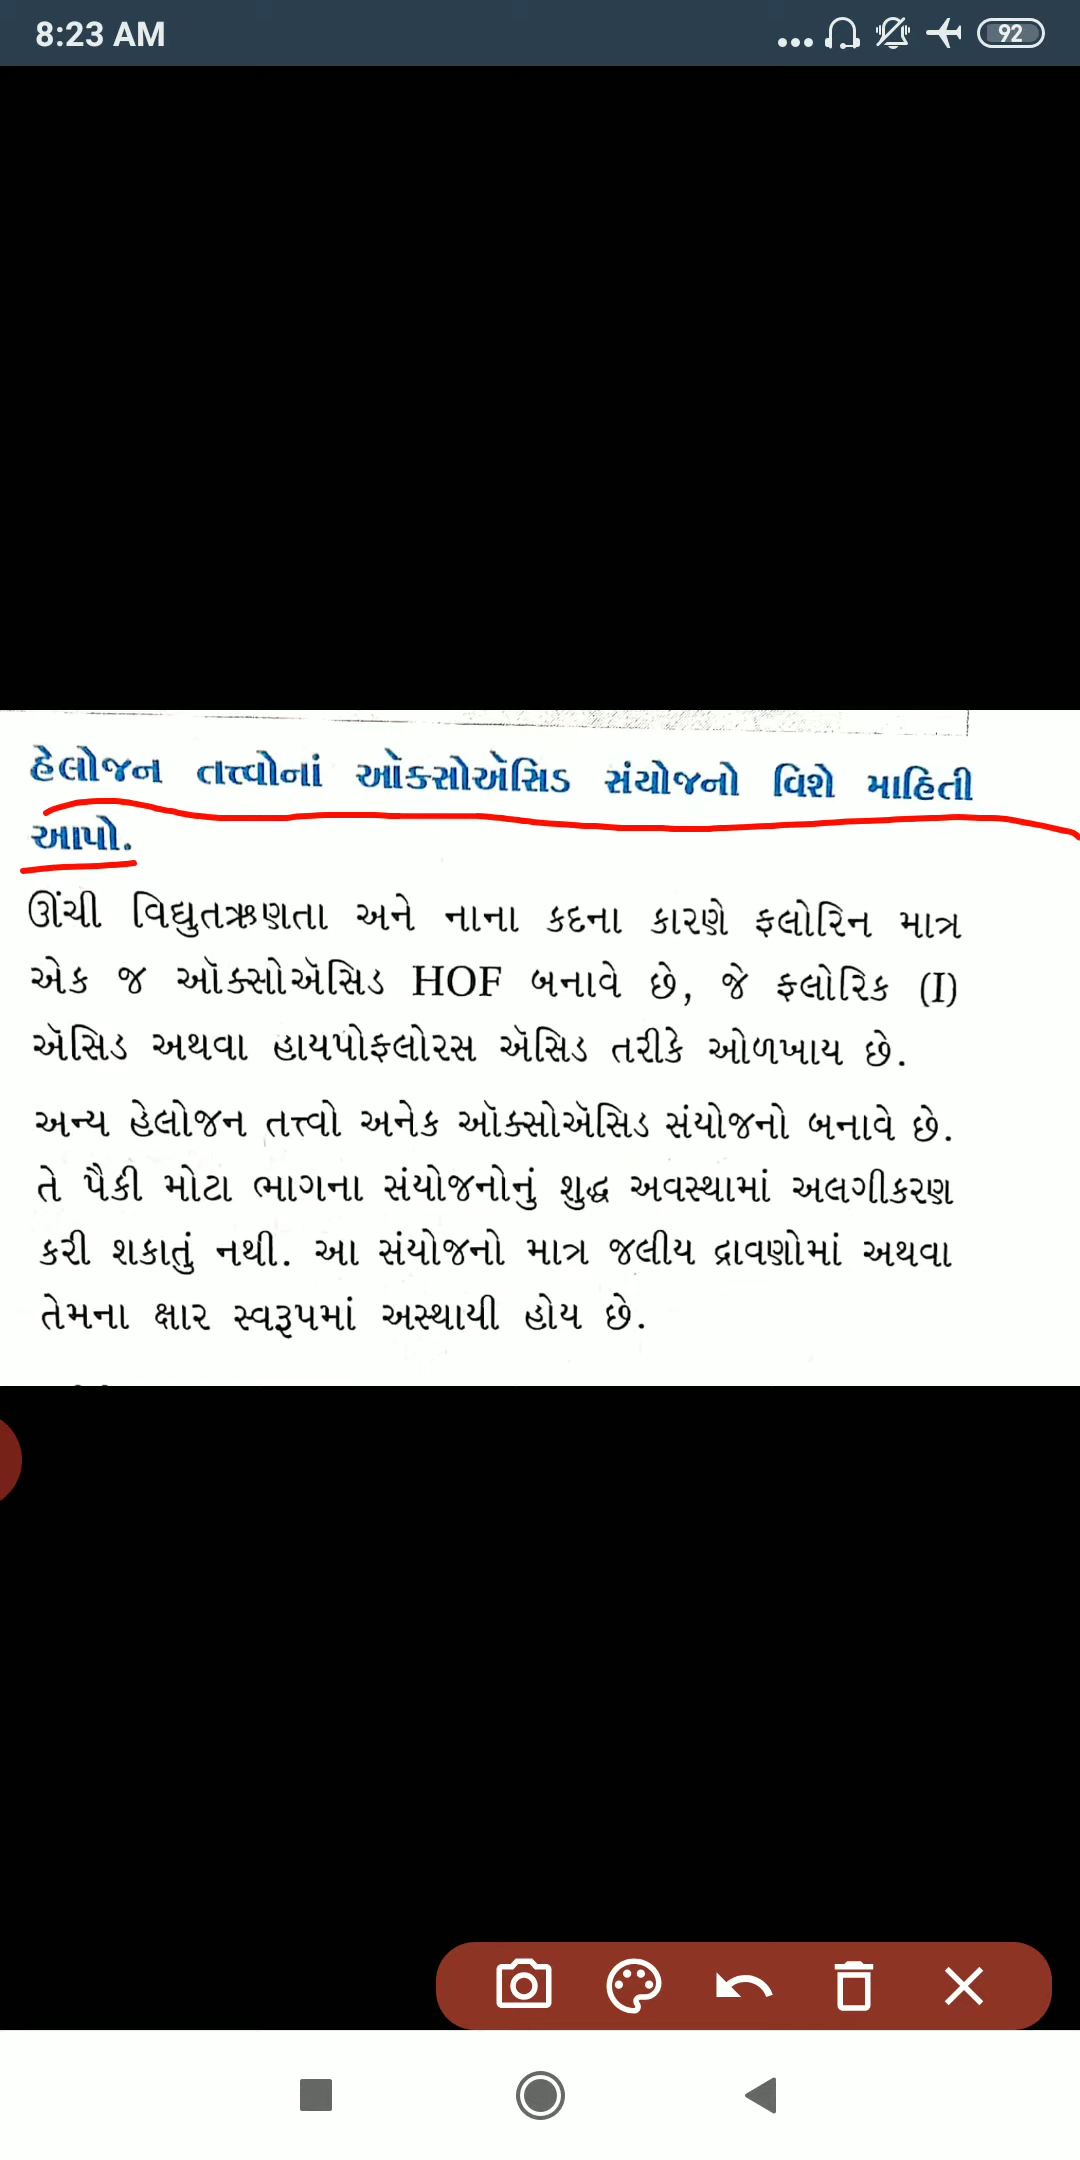 8:23 AM
92
હેલોજન તત્ત્વોનાં ઑક્સોઍસિડ સંયોજનો વિશે માહિતી
આપો.
ઊંચી વિદ્યુતઋણતા અને નાના કદના કારણે ફ્લોરિન માત્ર
એક જ ઑક્સોઍસિડ HOF બનાવે છે, જે ફ્લોરિક (I)
ઍસિડ અથવા હાયપોફ્લોરસ ઍસિડ તરીકે ઓળખાય છે.
અન્ય હેલોજન તત્ત્વો અનેક ઑક્સોઍસિડ સંયોજનો બનાવે છે.
તે પૈકી મોટા ભાગના સંયોજનોનું શુદ્ધ અવસ્થામાં અલગીકરણ
કરી શકાતું નથી. આ સંયોજનો માત્ર જલીય દ્રાવણોમાં અથવા
તેમના ક્ષાર સ્વરૂપમાં અસ્થાયી હોય છે.